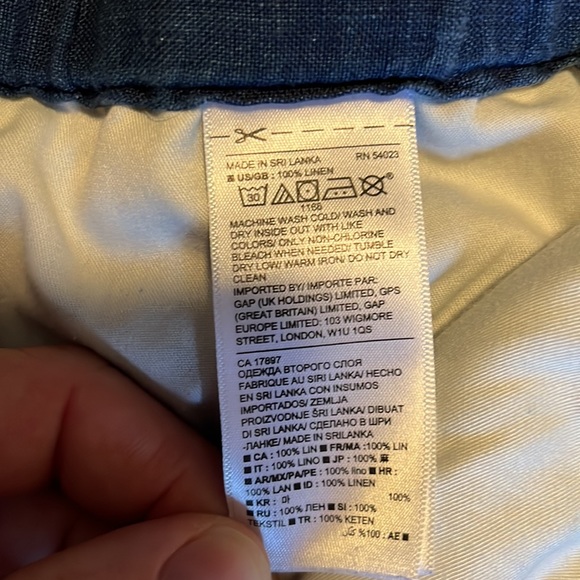 MADE IN SRI LANKA RN 54023
US/GB : 100% LINEN
30
1168
MACHINE WASH COLD/ WASH AND
DRY INSIDE OUT WITH LIKE
COLORS/ ONLY NON-CHLORINE
BLEACH WHEN NEEDED/ TUMBLE
DRY LOW/ WARM IRON/ DO NOT DRY
CLEAN
IMPORTED BY/ IMPORTE PAR:
GAP (UK HOLDINGS) LIMITED, GPS
(GREAT BRITAIN) LIMITED, GAP
EUROPE LIMITED: 103 WIGMORE
STREET, LONDON, W1U 1QS
CA 17897
ОДЕЖДА ВТОРОГО СЛОЯ
FABRIQUE AU SIRI LANKA/ HECHO
EN SRI LANKA CON INSUMOS
IMPORTADOS/ ZEMLJA
PROIZVODNJE ŠRI LANKA/ DIBUAT
DI SRI LANKA/ СДЕЛАНО В ШРИ
-ЛАНКЕ/ MADE IN SRILANKA
■ CA : 100% LIN ■ FR/MA :100% LIN
■ IT : 100% LINO ■ JP : 100% 麻
■ AR/MX/PA/PE : 100% lino ■ HR :
100% LAN ■ ID : 100% LINEN
■ KR : 마 100%
■ RU : 100% ЛЕН ■ SI : 100%
TEKSTIL ■ TR : 100% KETEN
■ AE : 100% كتان